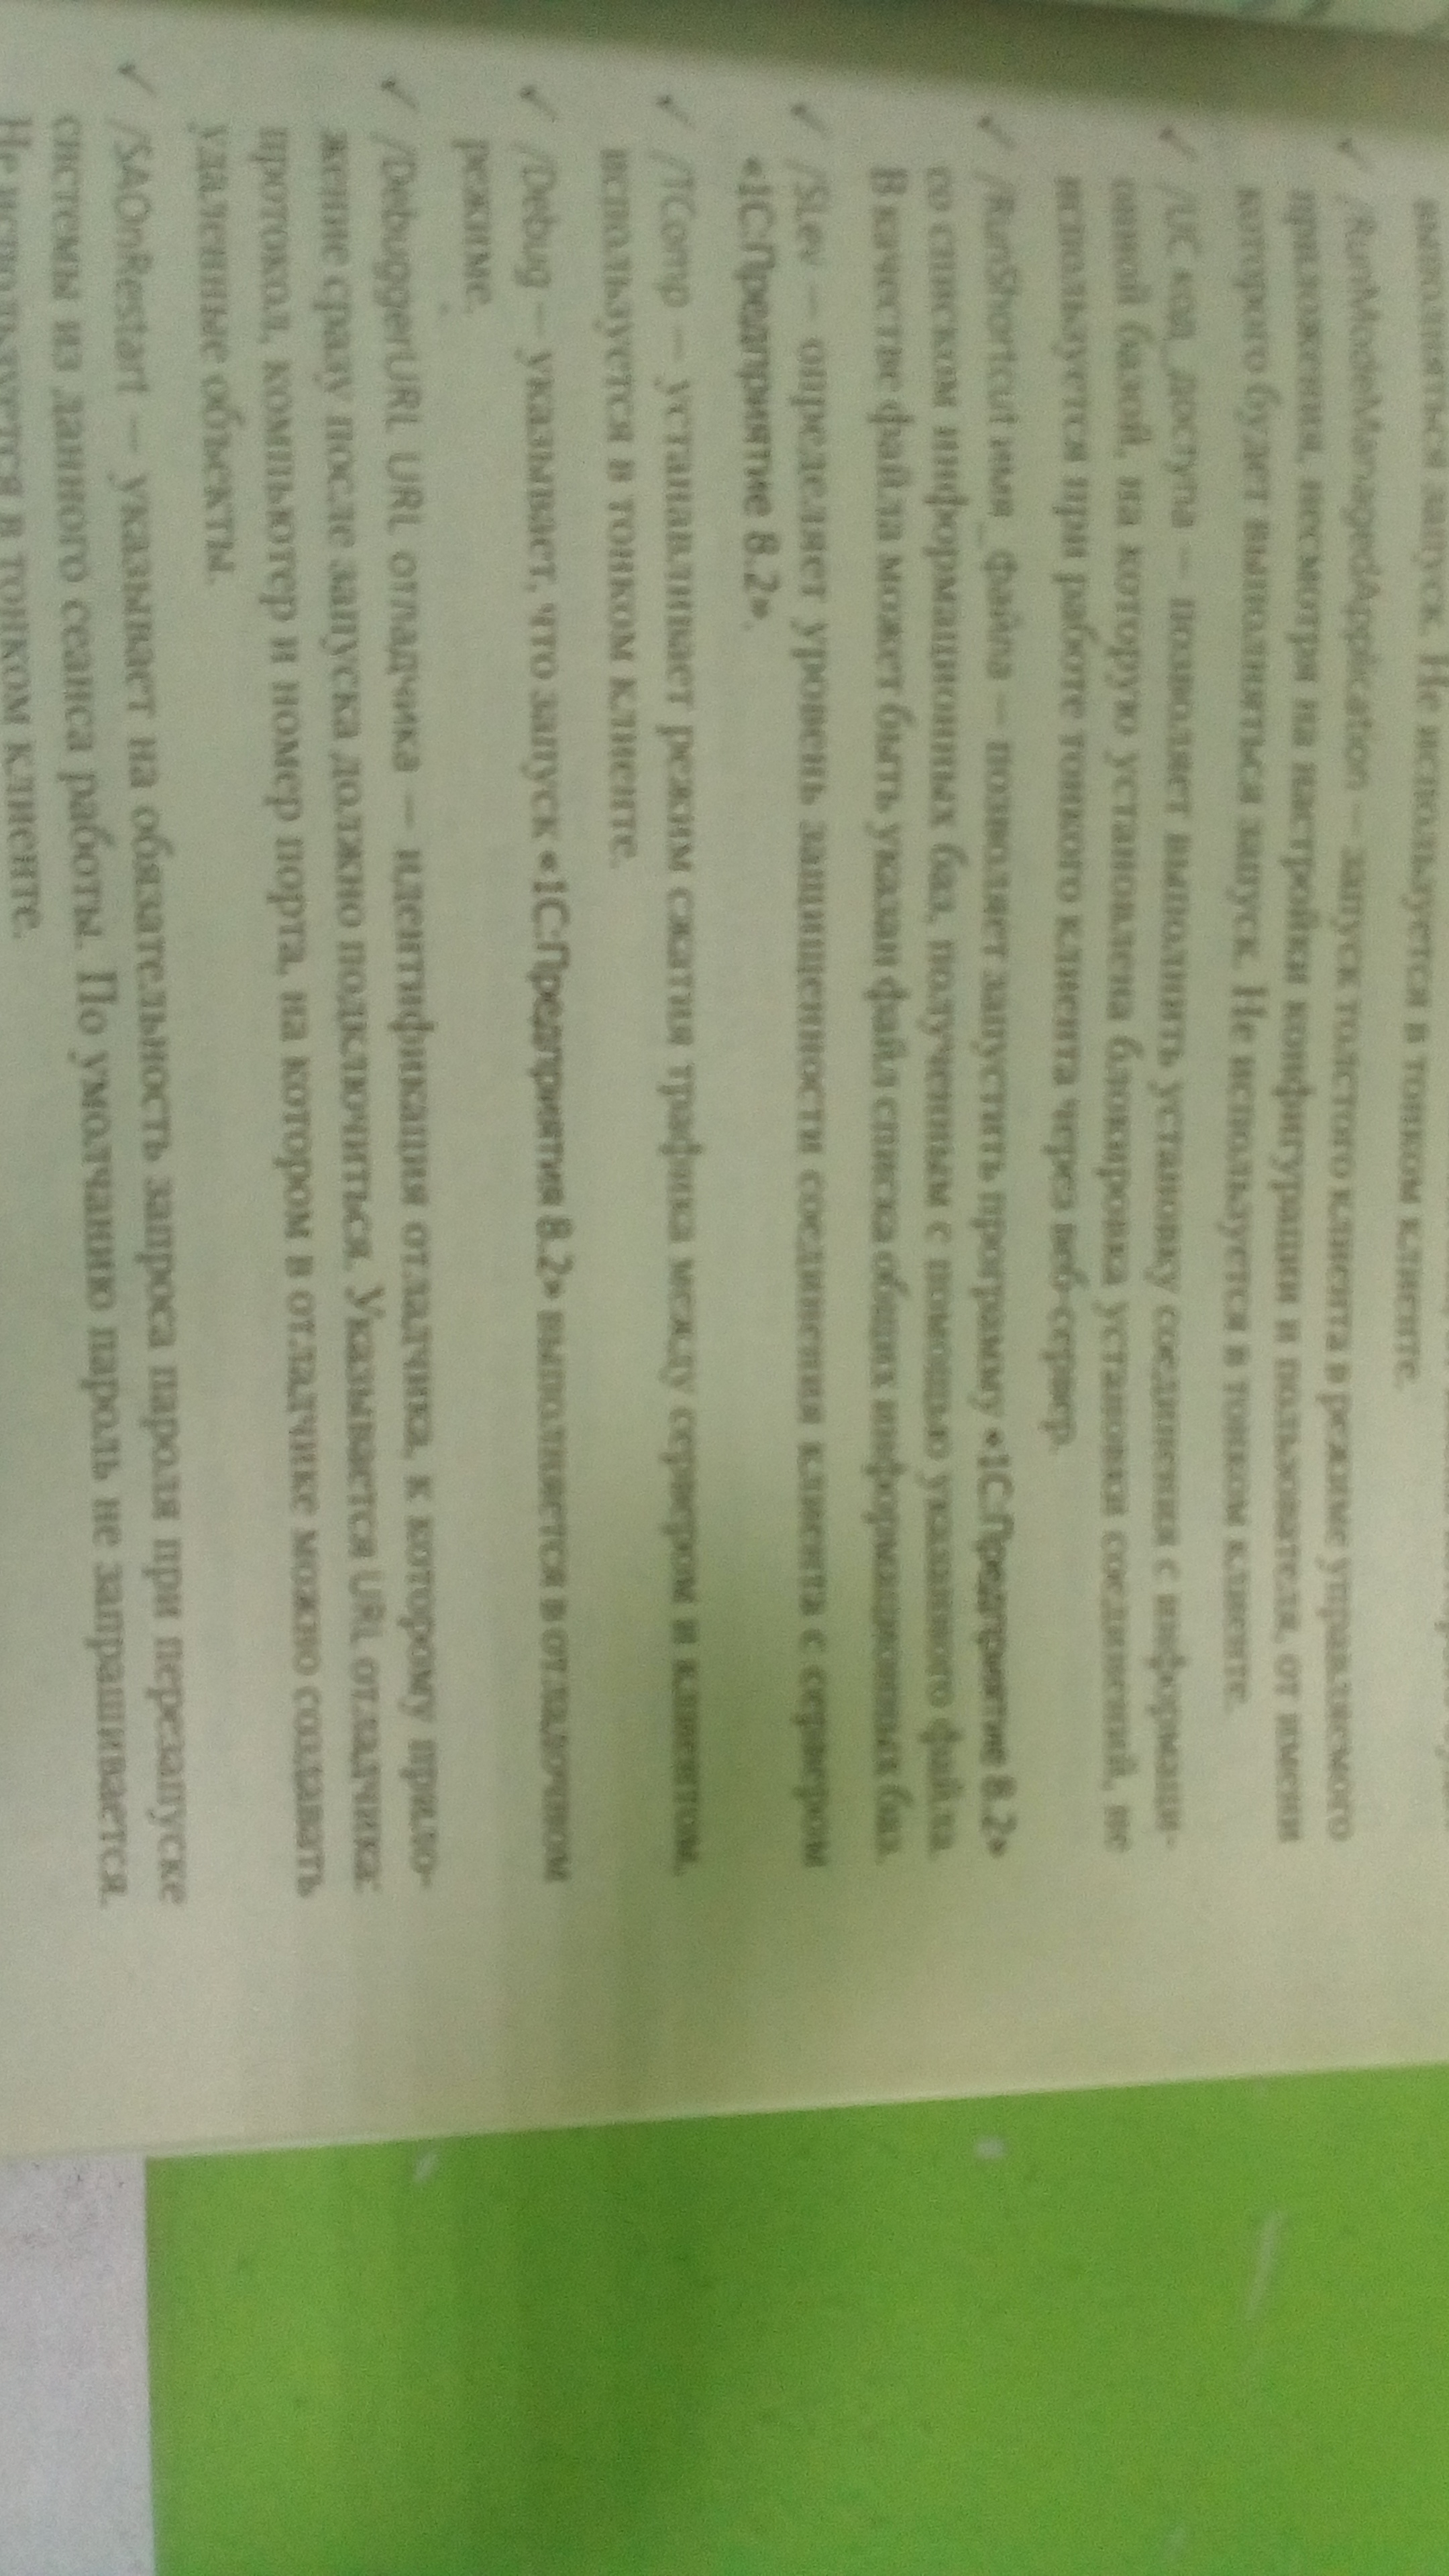 выполняться запуск. Не используется в тонком клиенте.
✓ /RunModeManagedApplication — запуск толстого клиента в режиме управляемого
приложения, несмотря на настройки конфигурации и пользователя, от имени
которого будет выполняться запуск. Не используется в тонком клиенте.
✓ /UC код_доступа — позволяет выполнить установку соединения с информаци-
онной базой, на которую установлена блокировка установки соединений, не
используется при работе тонкого клиента через веб-сервер.
✓ /RunShortcut имя_файла — позволяет запустить программу «1С:Предприятие 8.2»
со списком информационных баз, полученным с помощью указанного файла.
В качестве файла может быть указан файл списка общих информационных баз.
✓ /SLev — определяет уровень защищенности соединения клиента с сервером
«1С:Предприятие 8.2».
✓ /TComp — устанавливает режим сжатия трафика между сервером и клиентом,
используется в тонком клиенте.
✓ /Debug — указывает, что запуск «1С:Предприятия 8.2» выполняется в отладочном
режиме.
✓ /DebuggerURL URL отладчика — идентификация отладчика, к которому прило-
жение сразу после запуска должно подключиться. Указывается URL отладчика:
протокол, компьютер и номер порта, на котором в отладчике можно создавать
удаленные объекты.
✓ /SAOnRestart — указывает на обязательность запроса пароля при перезапуске
системы из данного сеанса работы. По умолчанию пароль не запрашивается.
Не используется в тонком клиенте.